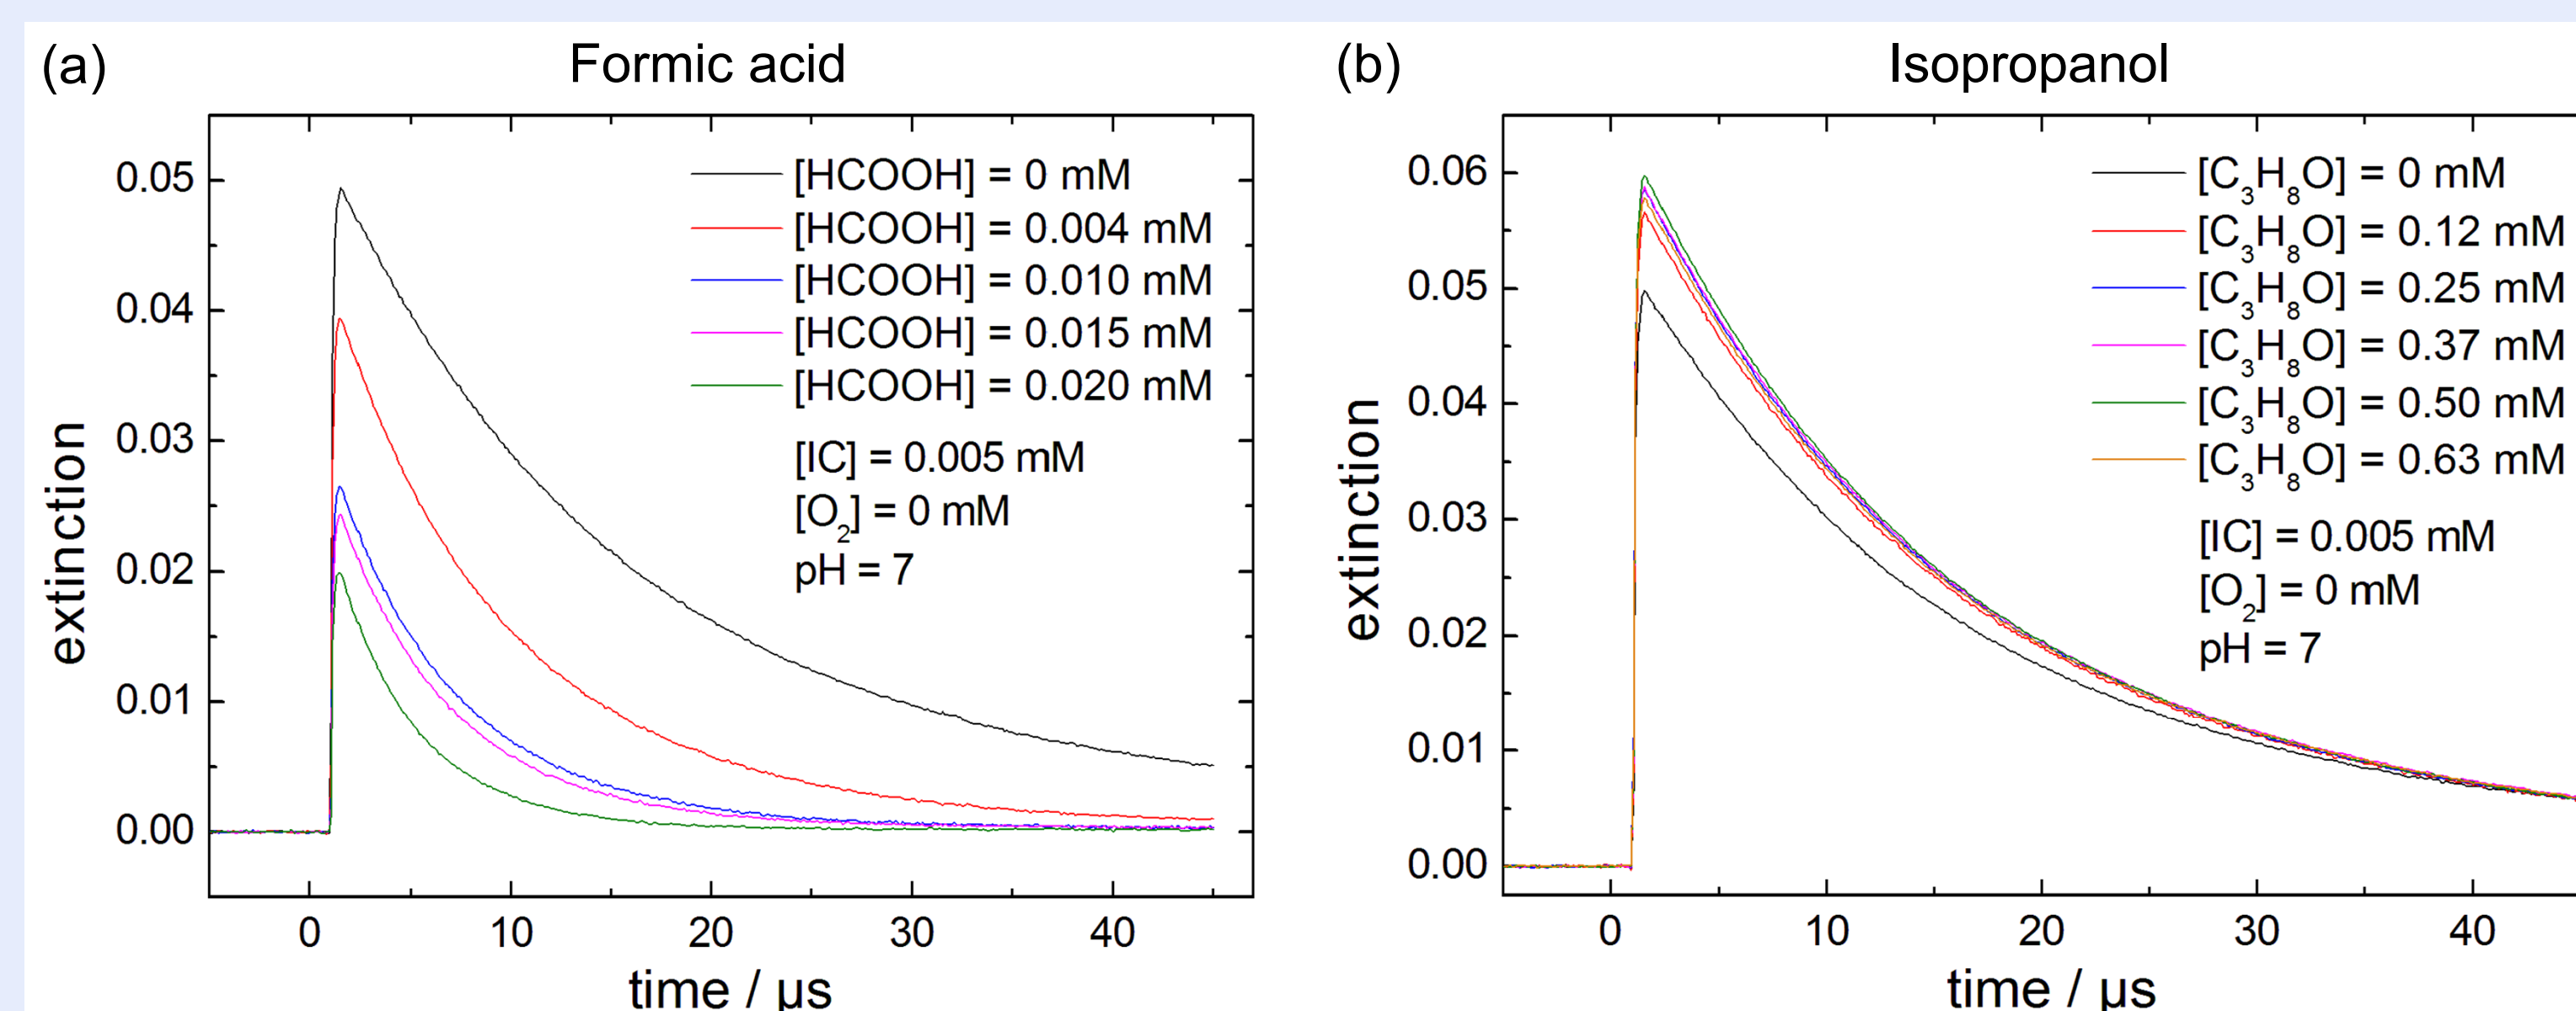 (a) Formic acid
0.05
0.04
0.03
0.02
0.01
0.00
extinction
[HCOOH] = 0 mM
[HCOOH] = 0.004 mM
[HCOOH] = 0.010 mM
[HCOOH] = 0.015 mM
[HCOOH] = 0.020 mM
[IC] = 0.005 mM
[O₂] = 0 mM
pH = 7
0 10 20 30 40
time / µs
(b) Isopropanol
0.06
0.05
0.04
0.03
0.02
0.01
0.00
extinction
[C₃H₈O] = 0 mM
[C₃H₈O] = 0.12 mM
[C₃H₈O] = 0.25 mM
[C₃H₈O] = 0.37 mM
[C₃H₈O] = 0.50 mM
[C₃H₈O] = 0.63 mM
[IC] = 0.005 mM
[O₂] = 0 mM
pH = 7
0 10 20 30 40
time / µs